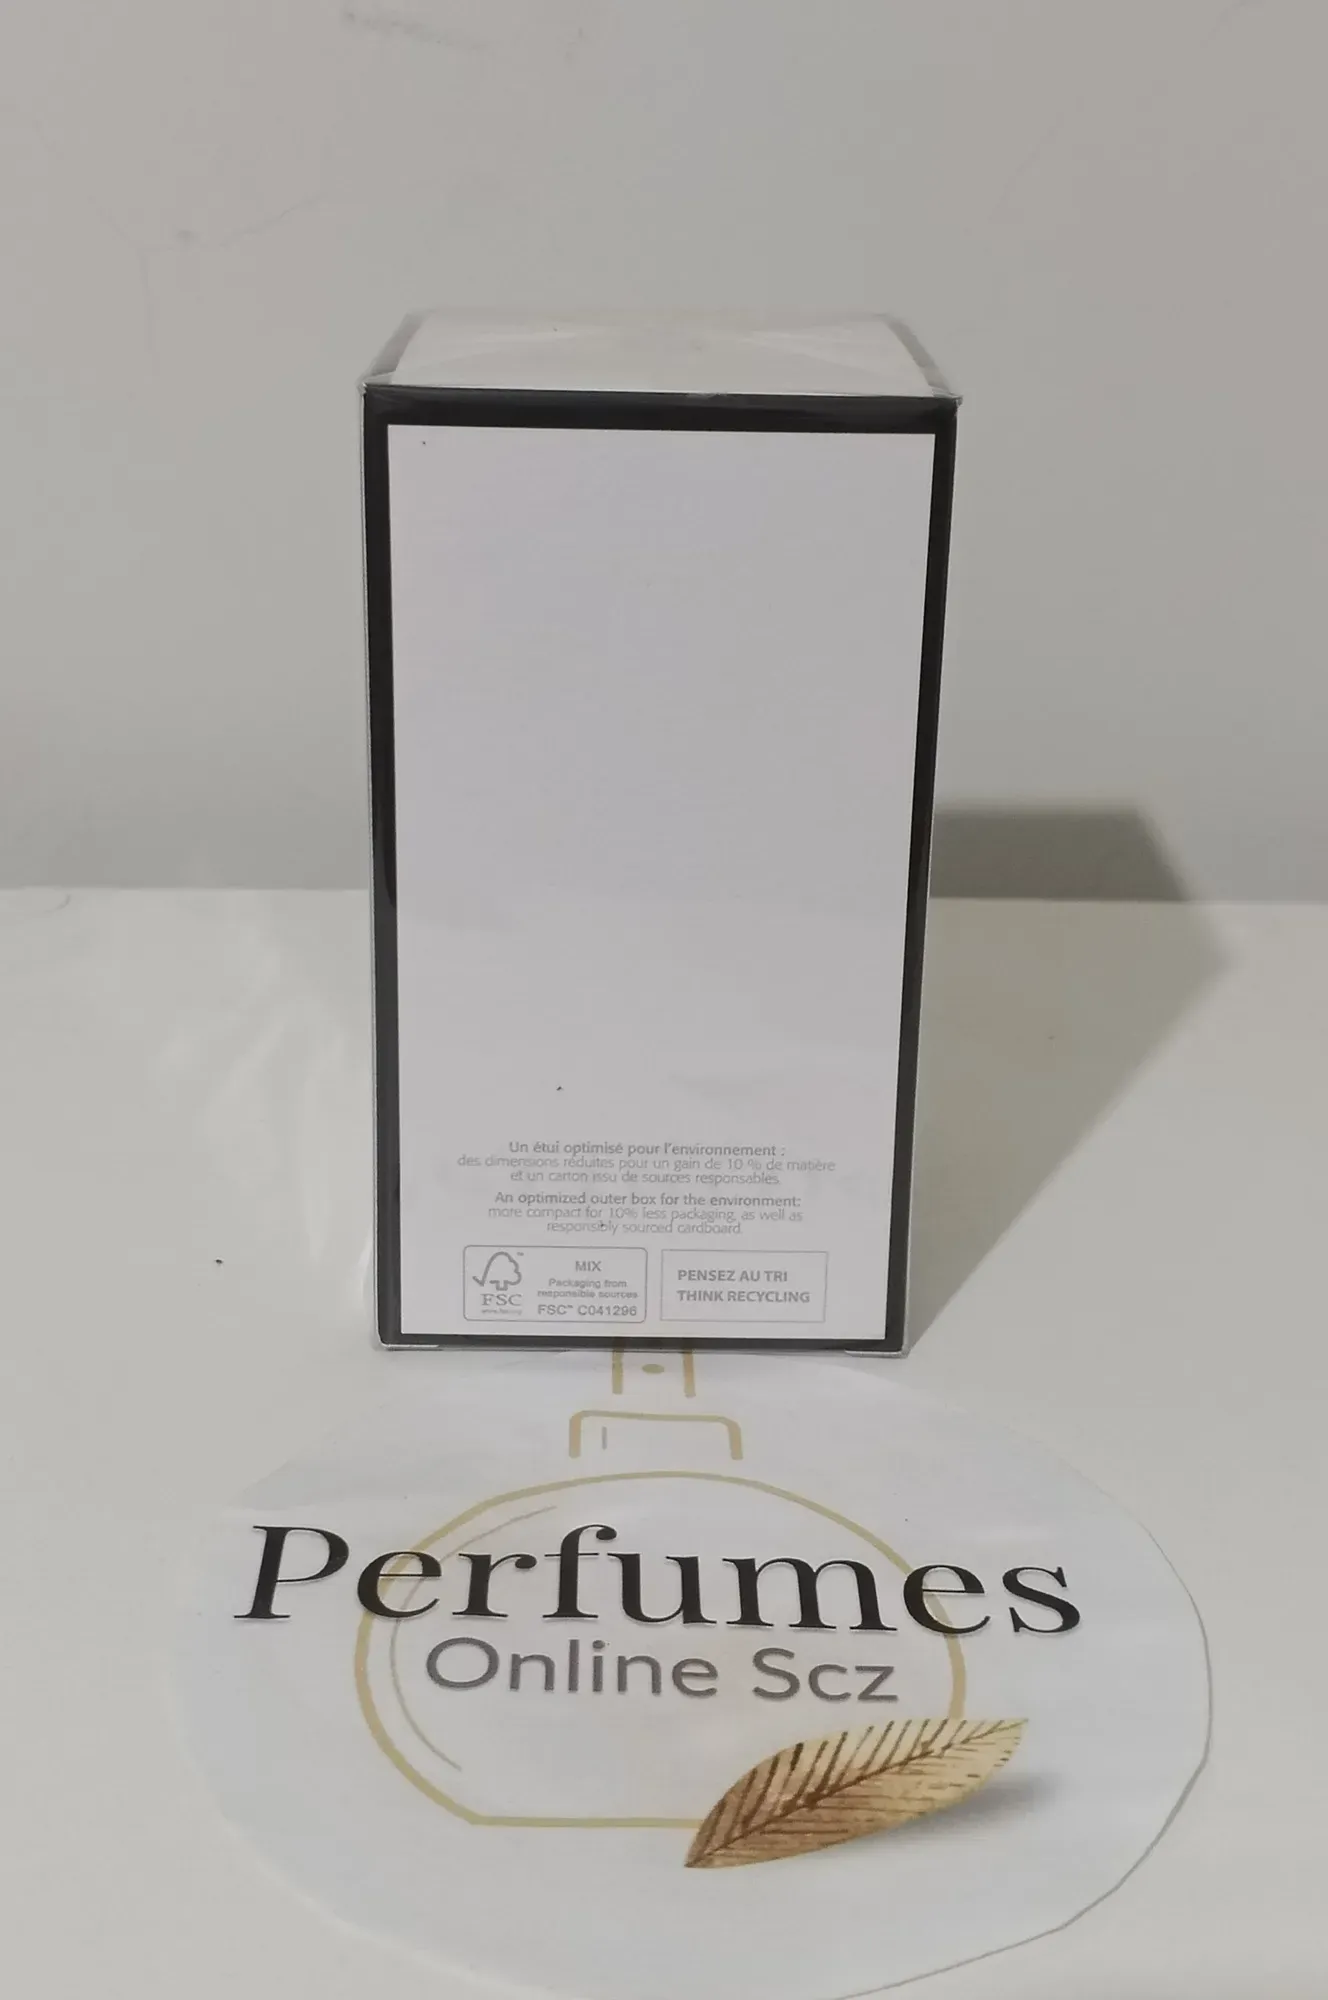 Un étui optimisé pour l'environnement :
des dimensions réduites pour un gain de 10 % de matière
et un carton issu de sources responsables.
An optimized outer box for the environment:
more compact for 10% less packaging, as well as
responsibly sourced cardboard.
FSC
www.fsc.org
MIX
Packaging from
responsible sources
FSC™ C041296
PENSEZ AU TRI
THINK RECYCLING
Perfumes
Online Scz